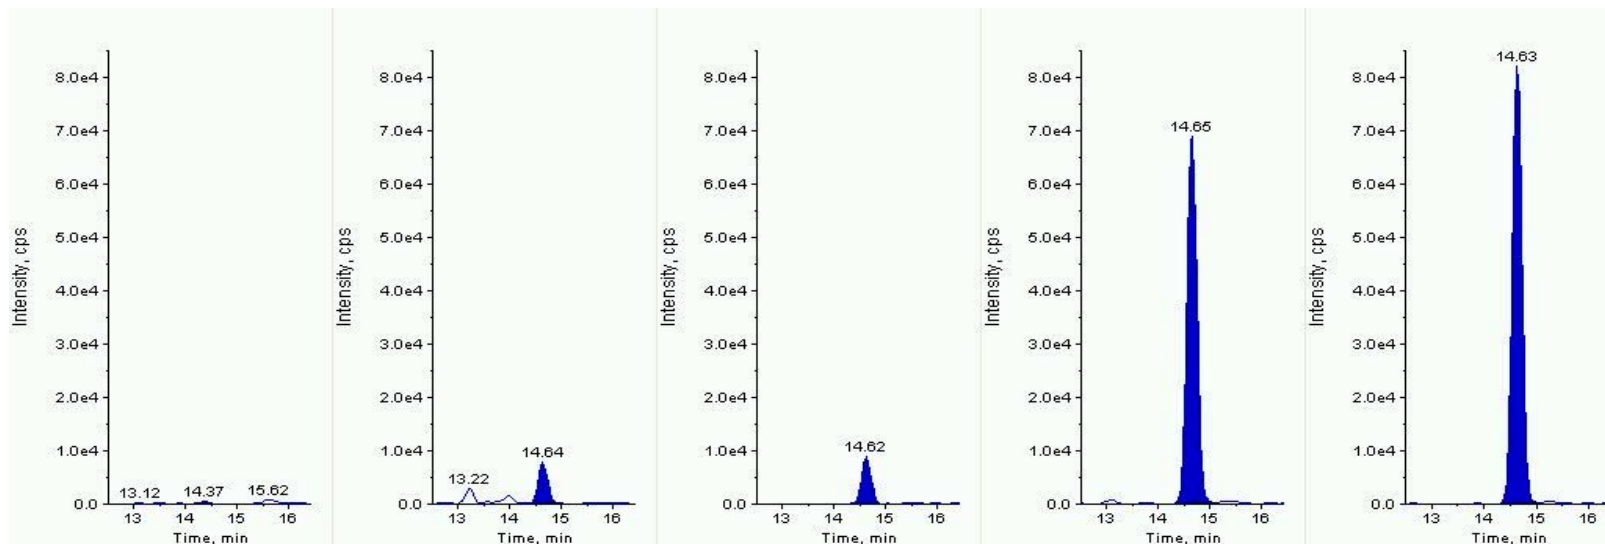 8.0e4
7.0e4
6.0e4
5.0e4
4.0e4
3.0e4
2.0e4
1.0e4
0.0
Intensity, cps
13.12 14.37 15.62
13 14 15 16
Time, min
8.0e4
7.0e4
6.0e4
5.0e4
4.0e4
3.0e4
2.0e4
1.0e4
0.0
Intensity, cps
14.64
13.22
13 14 15 16
Time, min
8.0e4
7.0e4
6.0e4
5.0e4
4.0e4
3.0e4
2.0e4
1.0e4
0.0
Intensity, cps
14.62
13 14 15 16
Time, min
8.0e4
7.0e4
6.0e4
5.0e4
4.0e4
3.0e4
2.0e4
1.0e4
0.0
Intensity, cps
14.65
13 14 15 16
Time, min
14.63
8.0e4
7.0e4
6.0e4
5.0e4
4.0e4
3.0e4
2.0e4
1.0e4
0.0
Intensity, cps
13 14 15 16
Time, min